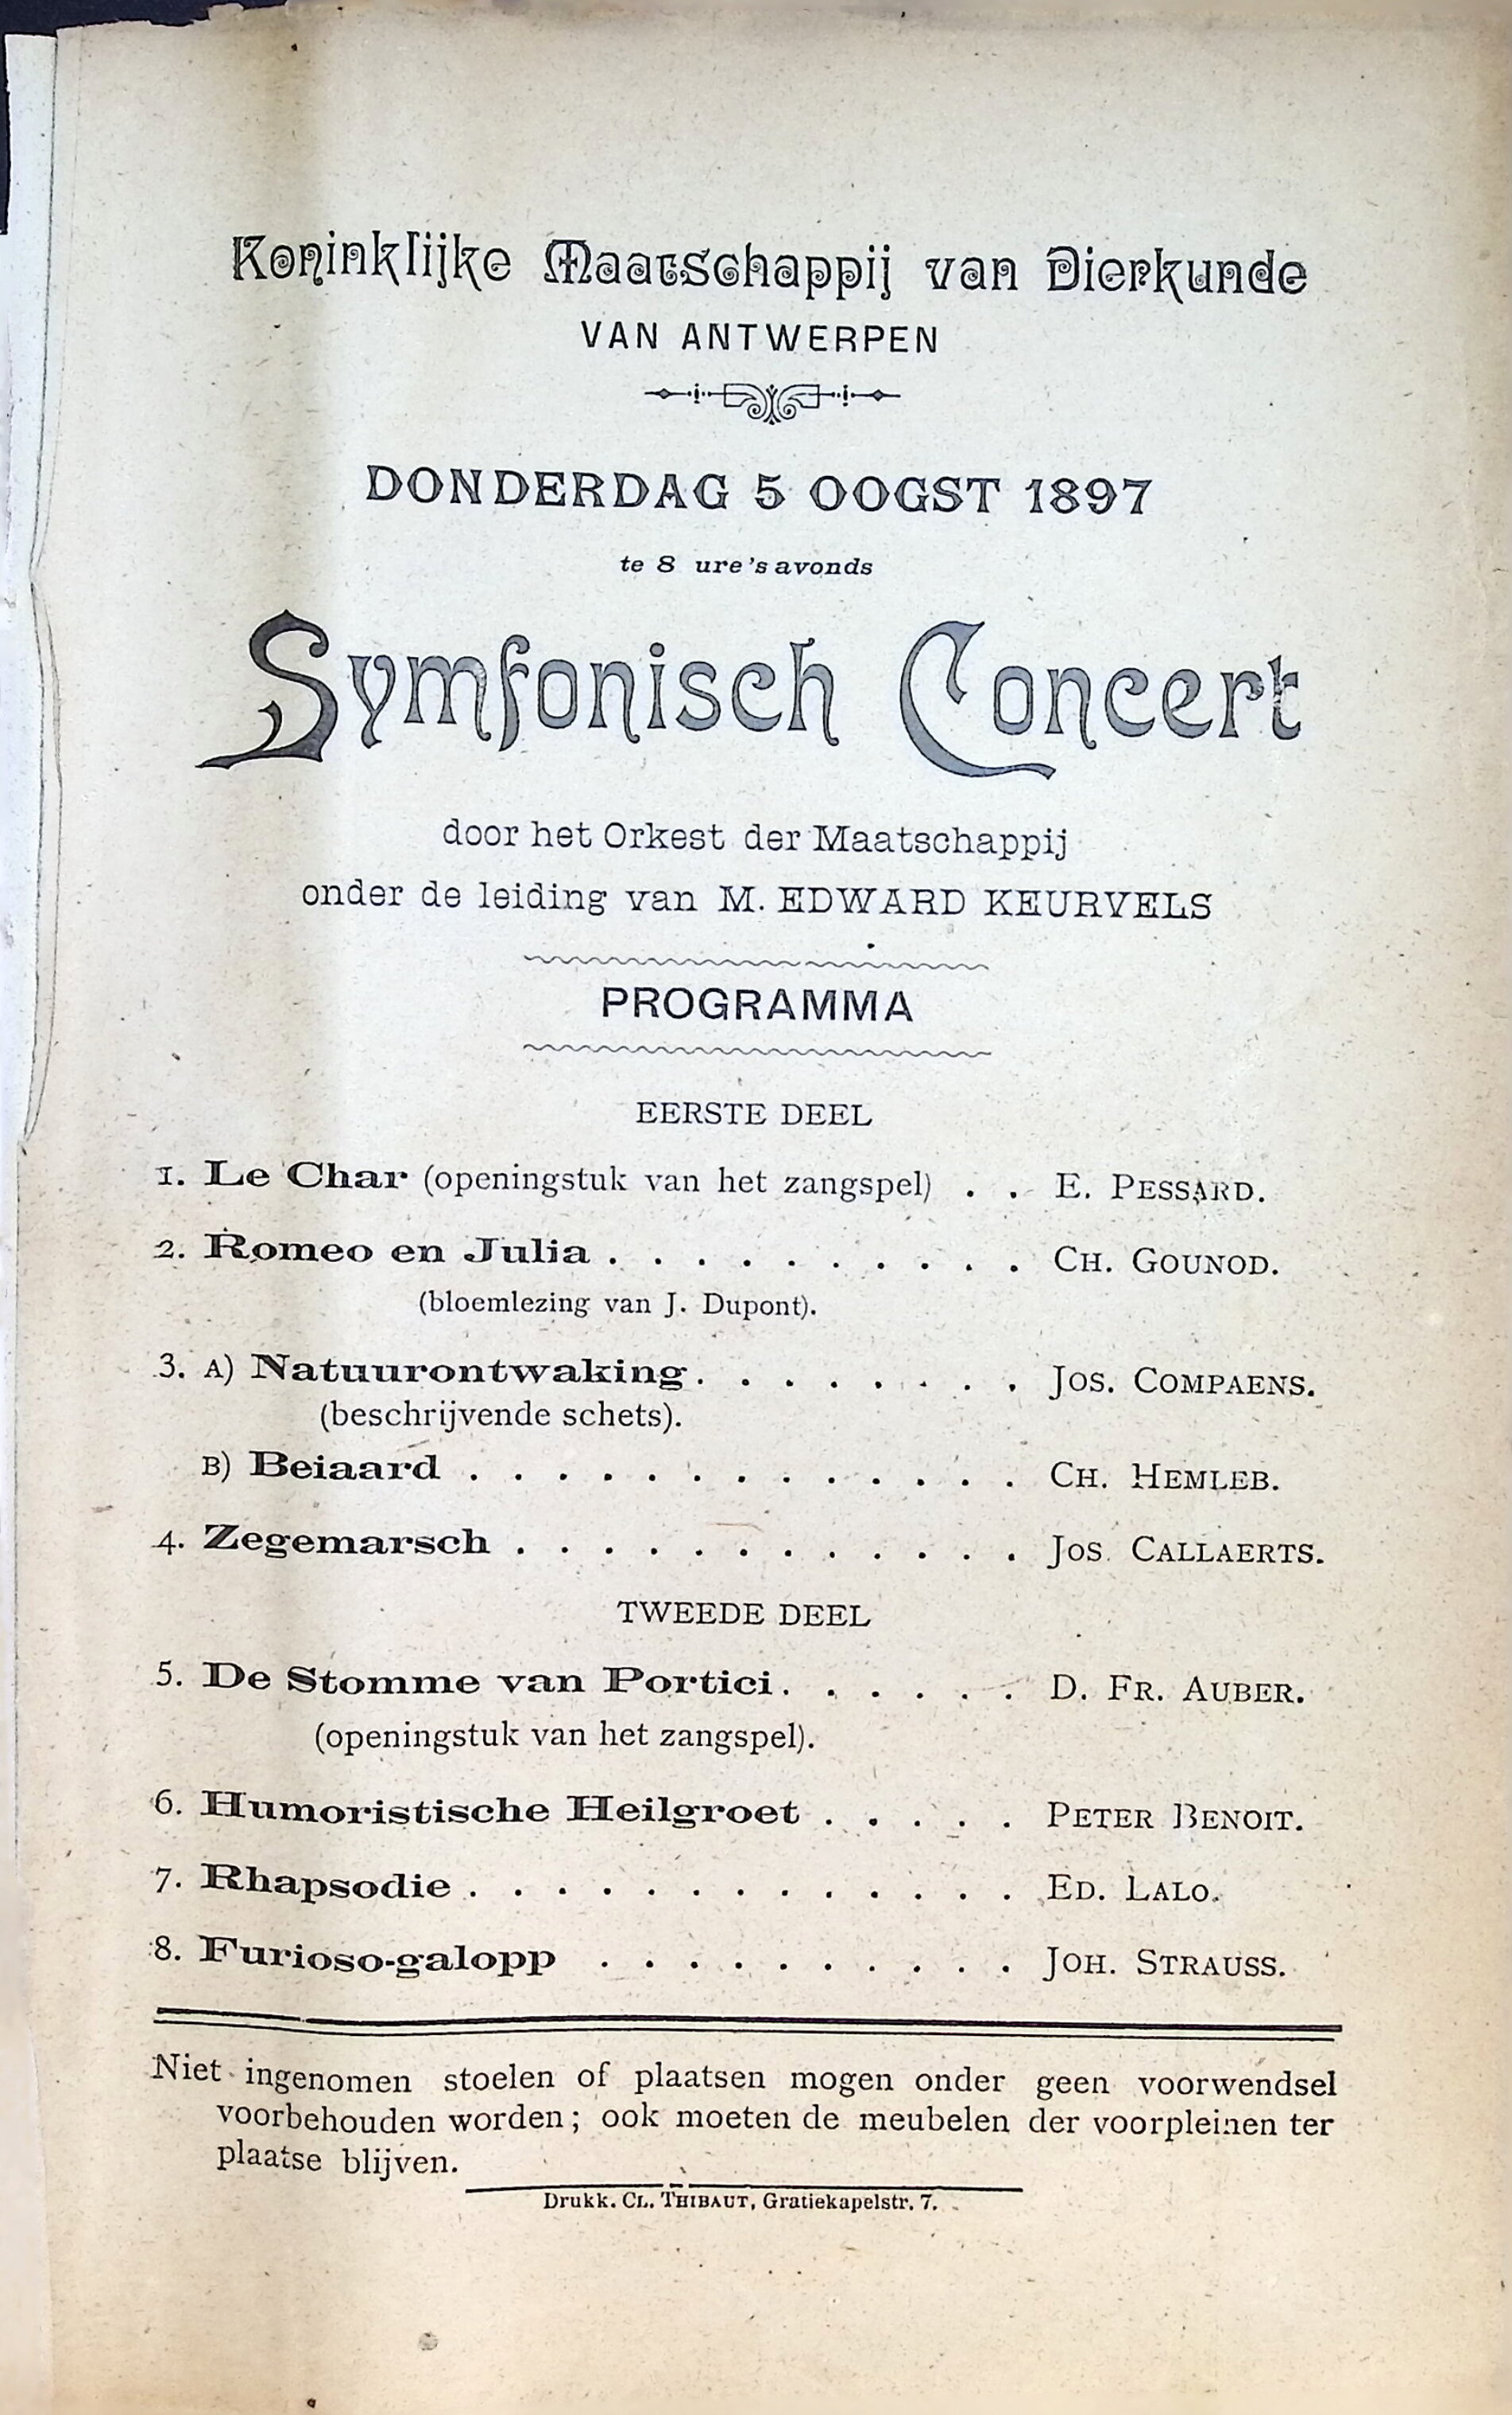 Koninklijke Maatschappij van Dierkunde
VAN ANTWERPEN
DONDERDAG 5 OOGST 1897
te 8 ure 's avonds
Symfonisch Concert
door het Orkest der Maatschappij
onder de leiding van M. EDWARD KEURVELS
PROGRAMMA
EERSTE DEEL
1. Le Char (openingstuk van het zangspel) . . E. PESSARD.
2. Romeo en Julia . . . . . . . . . . CH. GOUNOD.
(bloemlezing van J. Dupont).
3. A) Natuurontwaking . . . . . . . . JOS. COMPAENS.
(beschrijvende schets).
B) Beiaard . . . . . . . . . . . . . CH. HEMLEB.
4. Zegemarsch . . . . . . . . . . . . JOS. CALLAERTS.
TWEEDE DEEL
5. De Stomme van Portici . . . . . . D. FR. AUBER.
(openingstuk van het zangspel).
6. Humoristische Heilgroet . . . . . PETER BENOIT.
7. Rhapsodie . . . . . . . . . . . . . ED. LALO.
8. Furioso-galopp . . . . . . . . . . JOH. STRAUSS.
Niet ingenomen stoelen of plaatsen mogen onder geen voorwendsel
voorbehouden worden; ook moeten de meubelen der voorpleinen ter
plaatse blijven.
Drukk. CL. THIBAUT, Gratiekapelstr. 7.